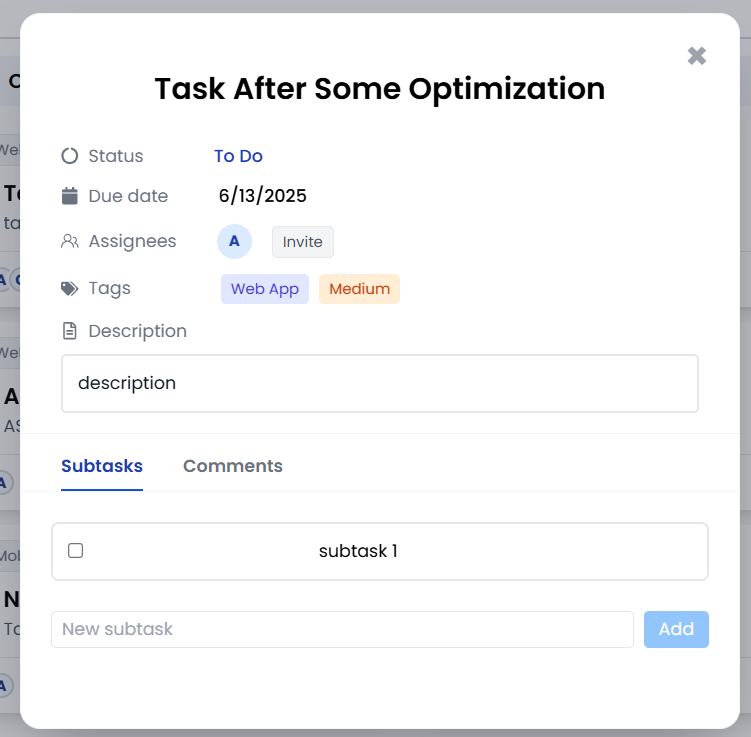 Task After Some Optimization
Status To Do
Due date 6/13/2025
Assignees A Invite
Tags Web App Medium
Description
description
Subtasks Comments
subtask 1
New subtask Add